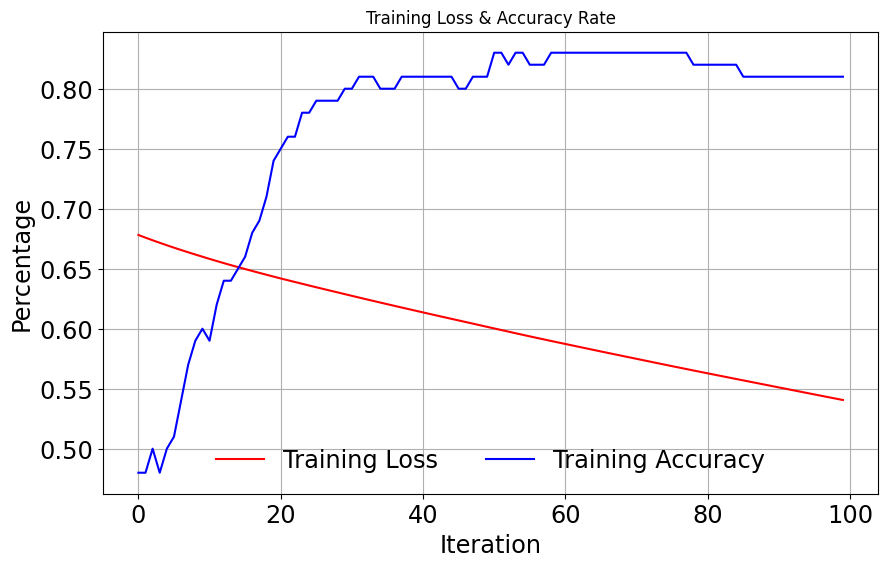 Training Loss & Accuracy Rate
0.80
0.75
0.70
0.65
0.60
0.55
0.50
Percentage
Training Loss
Training Accuracy
0
20
40
60
80
100
Iteration